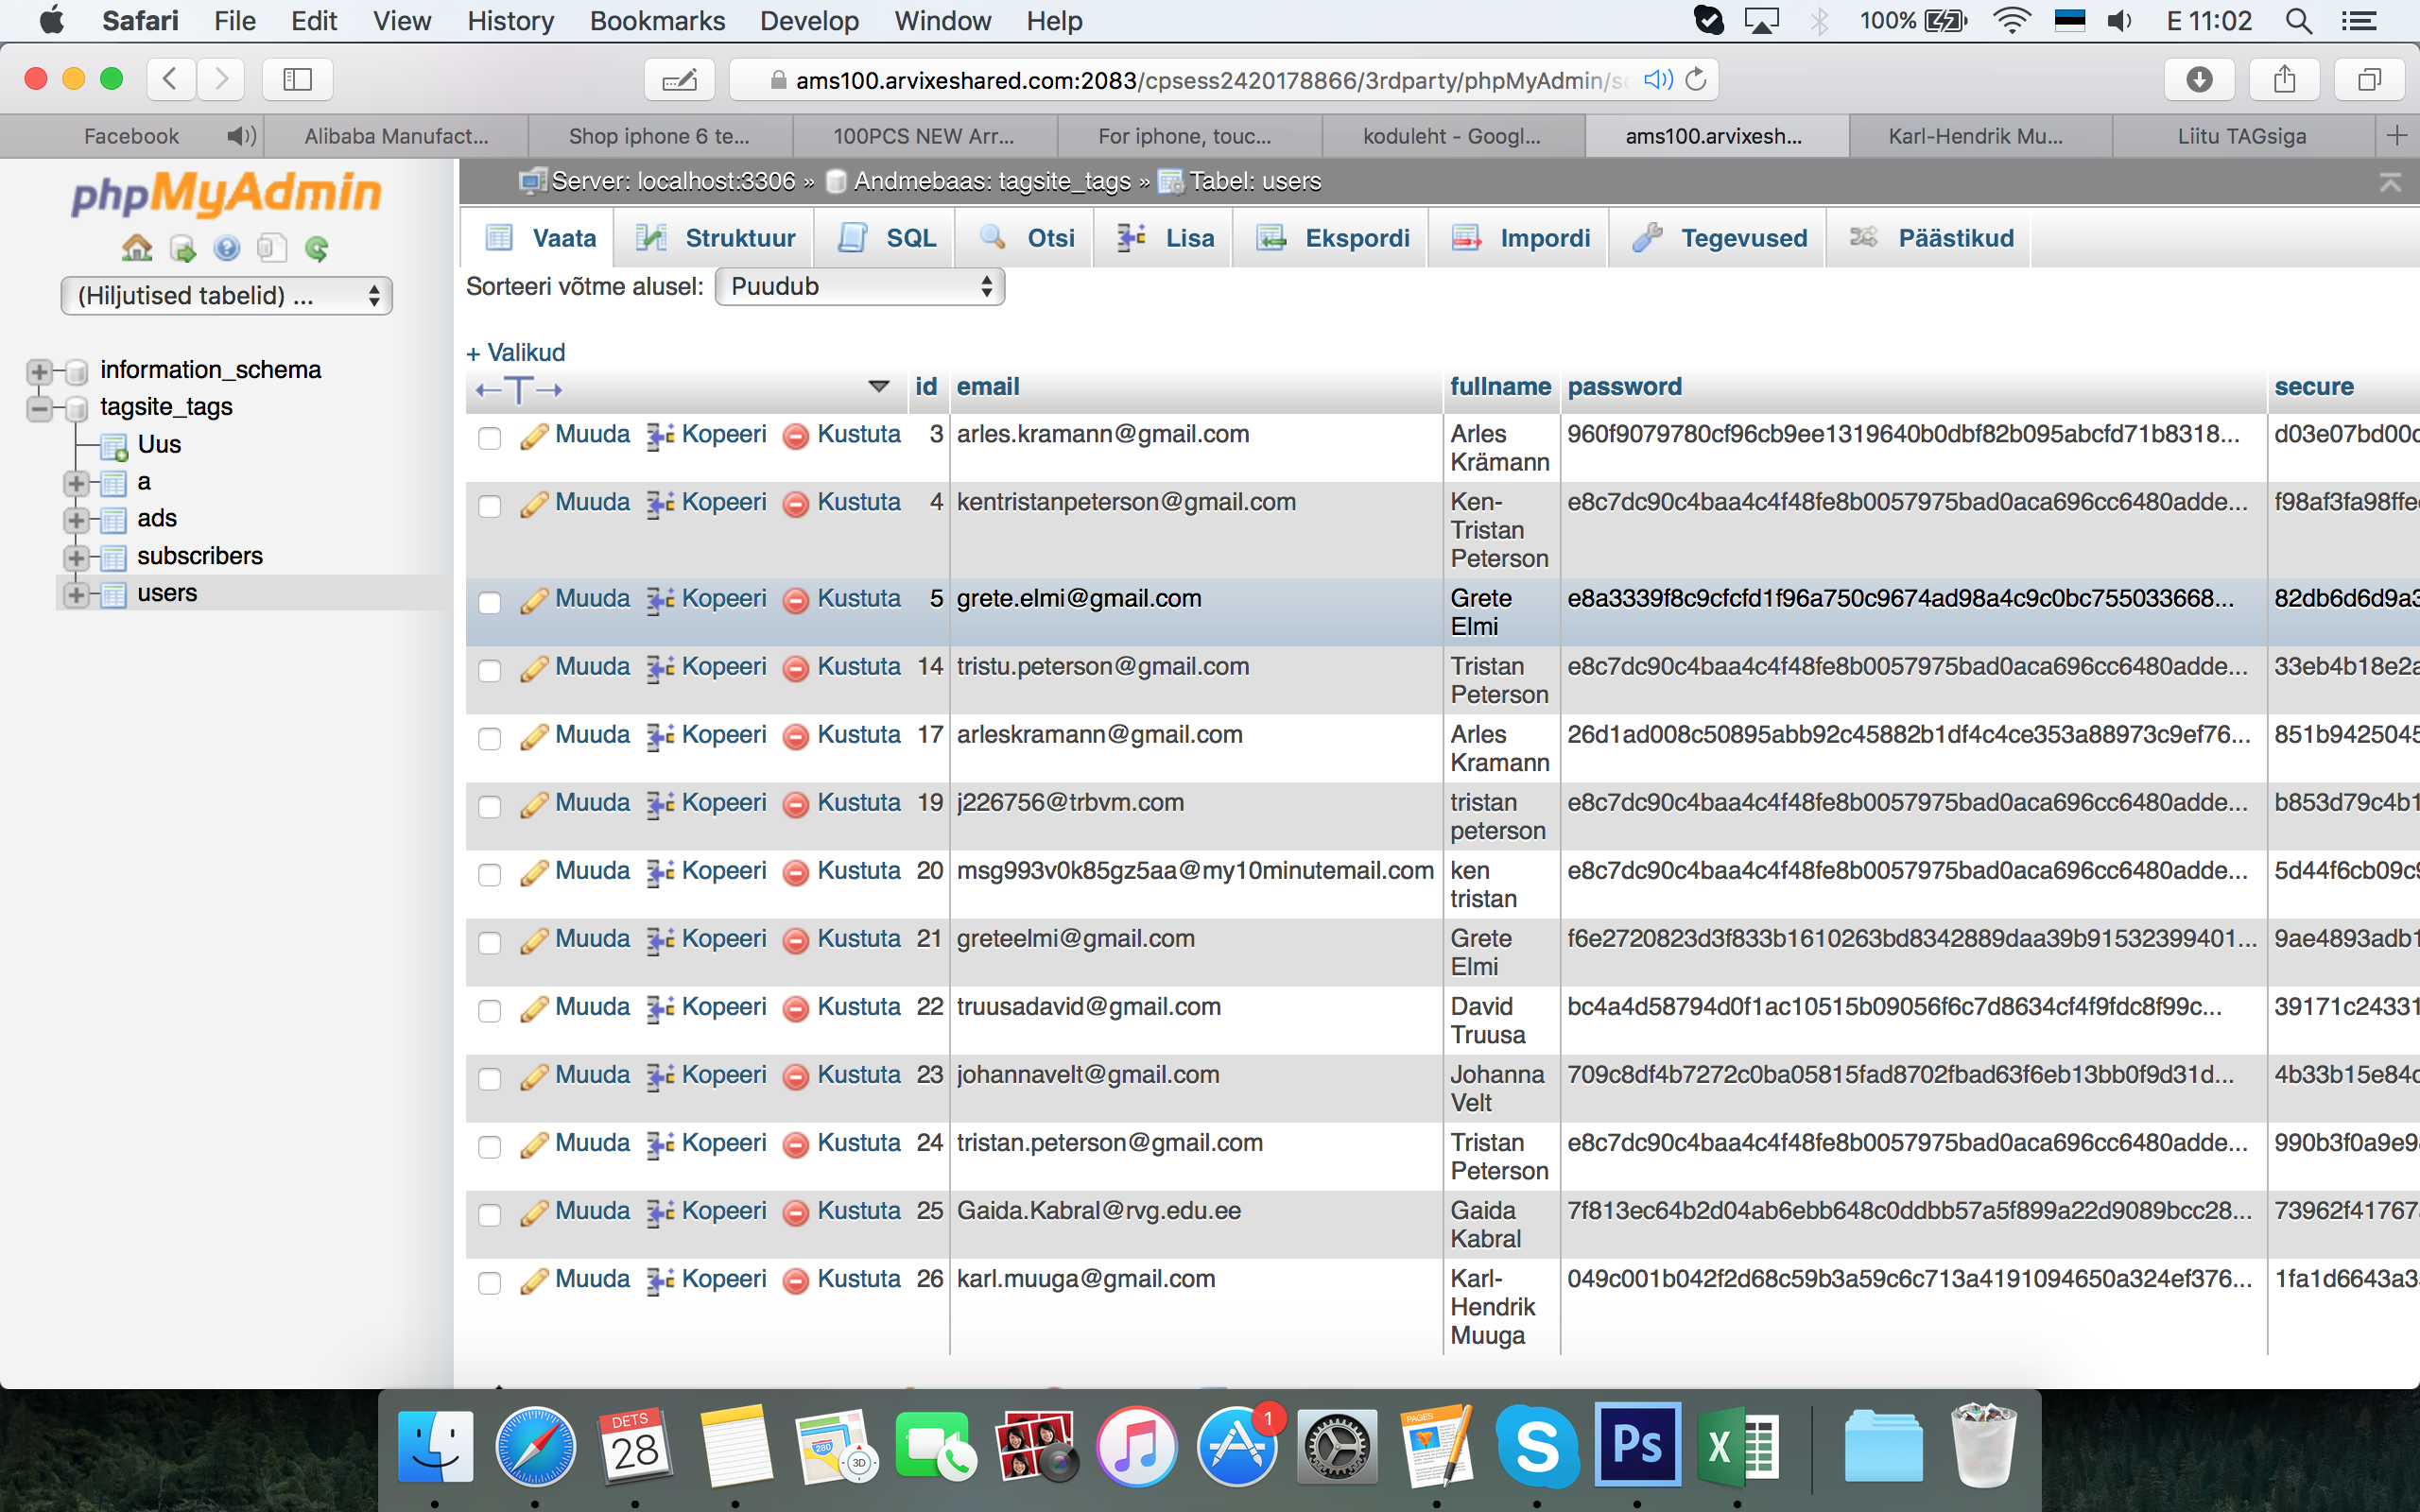 Safari File Edit View History Bookmarks Develop Window Help 100% E 11:02
ams100.arvixeshared.com:2083/cpsess2420178866/3rdparty/phpMyAdmin/s
Facebook Alibaba Manufact... Shop iphone 6 te... 100PCS NEW Arr... For iphone, touc... koduleht - Googl... ams100.arvixesh... Karl-Hendrik Mu... Liitu TAGsiga
phpMyAdmin
(Hiljutised tabelid) ...
information_schema
tagsite_tags
Uus
a
ads
subscribers
users
Server: localhost:3306 » Andmebaas: tagsite_tags » Tabel: users
Vaata Struktuur SQL Otsi Lisa Ekspordi Impordi Tegevused Päästikud
Sorteeri võtme alusel: Puudub
+ Valikud
←T→ id email fullname password secure
Muuda Kopeeri Kustuta 3 arles.kramann@gmail.com Arles 960f9079780cf96cb9ee1319640b0dbf82b095abcfd71b8318... d03e07bd00c
Krämann
Muuda Kopeeri Kustuta 4 kentristanpeterson@gmail.com Ken- e8c7dc90c4baa4c4f48fe8b0057975bad0aca696cc6480adde... f98af3fa98ffe
Tristan
Peterson
Muuda Kopeeri Kustuta 5 grete.elmi@gmail.com Grete e8a3339f8c9cfcfd1f96a750c9674ad98a4c9c0bc755033668... 82db6d6d9a3
Elmi
Muuda Kopeeri Kustuta 14 tristu.peterson@gmail.com Tristan e8c7dc90c4baa4c4f48fe8b0057975bad0aca696cc6480adde... 33eb4b18e2a
Peterson
Muuda Kopeeri Kustuta 17 arleskramann@gmail.com Arles 26d1ad008c50895abb92c45882b1df4c4ce353a88973c9ef76... 851b9425045
Kramann
Muuda Kopeeri Kustuta 19 j226756@trbvm.com tristan e8c7dc90c4baa4c4f48fe8b0057975bad0aca696cc6480adde... b853d79c4b1
peterson
Muuda Kopeeri Kustuta 20 msg993v0k85gz5aa@my10minutemail.com ken e8c7dc90c4baa4c4f48fe8b0057975bad0aca696cc6480adde... 5d44f6cb09c9
tristan
Muuda Kopeeri Kustuta 21 greteelmi@gmail.com Grete f6e2720823d3f833b1610263bd8342889daa39b91532399401... 9ae4893adb1
Elmi
Muuda Kopeeri Kustuta 22 truusadavid@gmail.com David bc4a4d58794d0f1ac10515b09056f6c7d8634cf4f9fdc8f99c... 39171c24331
Truusa
Muuda Kopeeri Kustuta 23 johannavelt@gmail.com Johanna 709c8df4b7272c0ba05815fad8702fbad63f6eb13bb0f9d31d... 4b33b15e84c
Velt
Muuda Kopeeri Kustuta 24 tristan.peterson@gmail.com Tristan e8c7dc90c4baa4c4f48fe8b0057975bad0aca696cc6480adde... 990b3f0a9e9
Peterson
Muuda Kopeeri Kustuta 25 Gaida.Kabral@rvg.edu.ee Gaida 7f813ec64b2d04ab6ebb648c0ddbb57a5f899a22d9089bcc28... 73962f41767
Kabral
Muuda Kopeeri Kustuta 26 karl.muuga@gmail.com Karl- 049c001b042f2d68c59b3a59c6c713a4191094650a324ef376... 1fa1d6643a3
Hendrik
Muuga
DETS
28
280
3D
1
PAGES
S
Ps
X